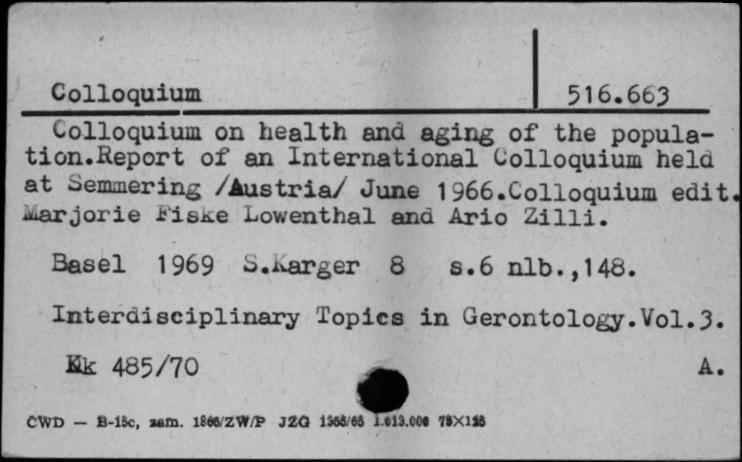 Colloquium 516.663
Colloquium on health and aging of the popula-
tion.Report of an International Colloquium held
at Semmering /Austria/ June 1966.Colloquium edit.
Marjorie Fiske Lowenthal and Ario Zilli.
Basel 1969 S.Karger 8 s.6 nlb.,148.
Interdisciplinary Topics in Gerontology.Vol.3.
Kk 485/70 A.
CWD — B-15c, zam. 1866/ZW/P JZG 1355/65 1.013.000 75X125